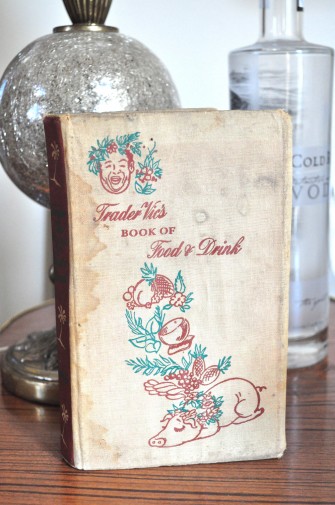 Trader Vic's
BOOK OF
Food & Drink
COLD
VO